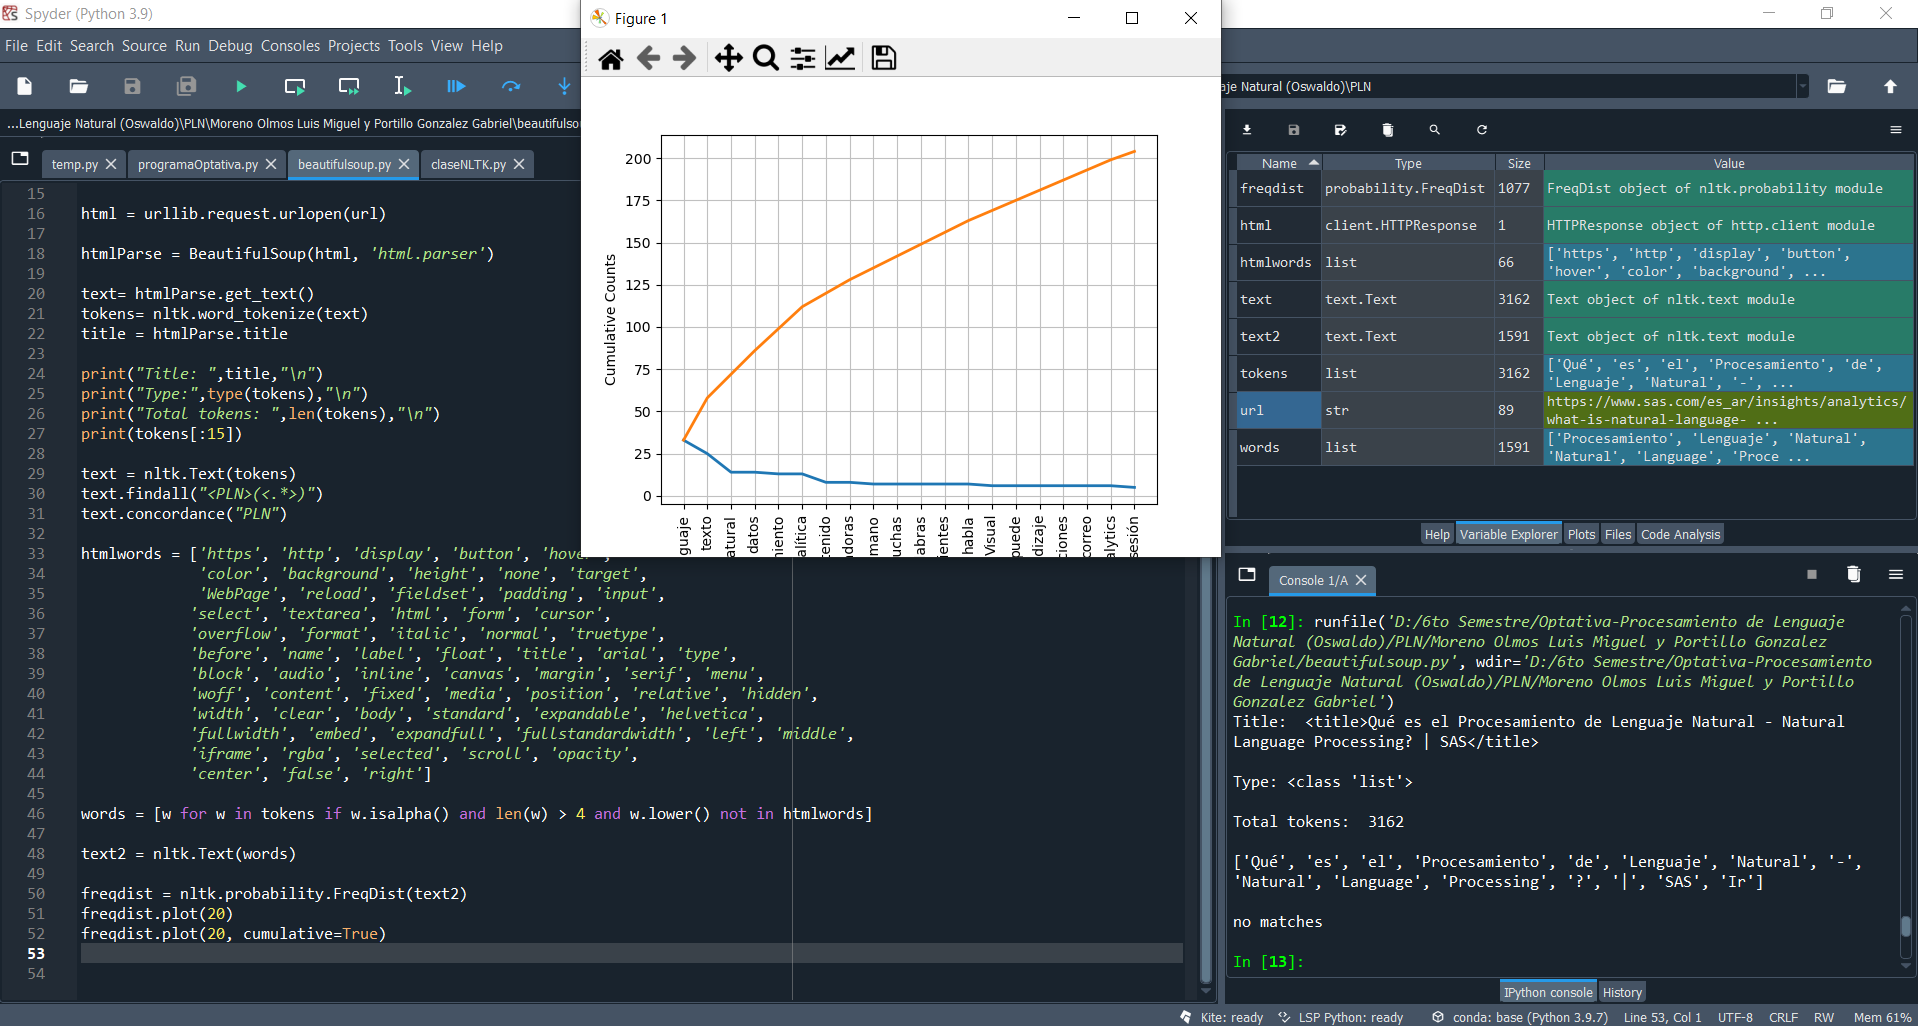 Spyder (Python 3.9)
File Edit Search Source Run Debug Consoles Projects Tools View Help
...Lenguaje Natural (Oswaldo)\PLN\Moreno Olmos Luis Miguel y Portillo Gonzalez Gabriel\beautifulso
temp.py
programaOptativa.py
beautifulsoup.py
claseNLTK.py
15
16 html = urllib.request.urlopen(url)
17
18 htmlParse = BeautifulSoup(html, 'html.parser')
19
20 text= htmlParse.get_text()
21 tokens= nltk.word_tokenize(text)
22 title = htmlParse.title
23
24 print("Title: ",title,"\n")
25 print("Type:",type(tokens),"\n")
26 print("Total tokens: ",len(tokens),"\n")
27 print(tokens[:15])
28
29 text = nltk.Text(tokens)
30 text.findall("<PLN>(<.*>)")
31 text.concordance("PLN")
32
33 htmlwords = ['https', 'http', 'display', 'button', 'hover',
34 'color', 'background', 'height', 'none', 'target',
35 'WebPage', 'reload', 'fieldset', 'padding', 'input',
36 'select', 'textarea', 'html', 'form', 'cursor',
37 'overflow', 'format', 'italic', 'normal', 'truetype',
38 'before', 'name', 'label', 'float', 'title', 'arial', 'type',
39 'block', 'audio', 'inline', 'canvas', 'margin', 'serif', 'menu',
40 'woff', 'content', 'fixed', 'media', 'position', 'relative', 'hidden',
41 'width', 'clear', 'body', 'standard', 'expandable', 'helvetica',
42 'fullwidth', 'embed', 'expandfull', 'fullstandardwidth', 'left', 'middle',
43 'iframe', 'rgba', 'selected', 'scroll', 'opacity',
44 'center', 'false', 'right']
45
46 words = [w for w in tokens if w.isalpha() and len(w) > 4 and w.lower() not in htmlwords]
47
48 text2 = nltk.Text(words)
49
50 freqdist = nltk.probability.FreqDist(text2)
51 freqdist.plot(20)
52 freqdist.plot(20, cumulative=True)
53
54
Figure 1
Cumulative Counts
200
175
150
125
100
75
50
25
0
guaje
texto
atural
datos
miento
alítica
tenido
adoras
mano
uchas
abras
ientes
habla
Visual
puede
dizaje
ciones
correo
alytics
sesión
aje Natural (Oswaldo)\PLN
Name Type Size Value
freqdist probability.FreqDist 1077 FreqDist object of nltk.probability module
html client.HTTPResponse 1 HTTPResponse object of http.client module
htmlwords list 66 ['https', 'http', 'display', 'button',
'hover', 'color', 'background', ...
text text.Text 3162 Text object of nltk.text module
text2 text.Text 1591 Text object of nltk.text module
tokens list 3162 ['Qué', 'es', 'el', 'Procesamiento', 'de',
'Lenguaje', 'Natural', '-', ...
url str 89 https://www.sas.com/es_ar/insights/analytics/
what-is-natural-language- ...
words list 1591 ['Procesamiento', 'Lenguaje', 'Natural',
'Natural', 'Language', 'Proce ...
Help Variable Explorer Plots Files Code Analysis
Console 1/A
In [12]: runfile('D:/6to Semestre/Optativa-Procesamiento de Lenguaje
Natural (Oswaldo)/PLN/Moreno Olmos Luis Miguel y Portillo Gonzalez
Gabriel/beautifulsoup.py', wdir='D:/6to Semestre/Optativa-Procesamiento
de Lenguaje Natural (Oswaldo)/PLN/Moreno Olmos Luis Miguel y Portillo
Gonzalez Gabriel')
Title:  <title>Qué es el Procesamiento de Lenguaje Natural - Natural
Language Processing? | SAS</title>
Type: <class 'list'>
Total tokens:  3162
['Qué', 'es', 'el', 'Procesamiento', 'de', 'Lenguaje', 'Natural', '-',
'Natural', 'Language', 'Processing', '?', '|', 'SAS', 'Ir']
no matches
In [13]:
IPython console History
Kite: ready LSP Python: ready conda: base (Python 3.9.7) Line 53, Col 1 UTF-8 CRLF RW Mem 61%